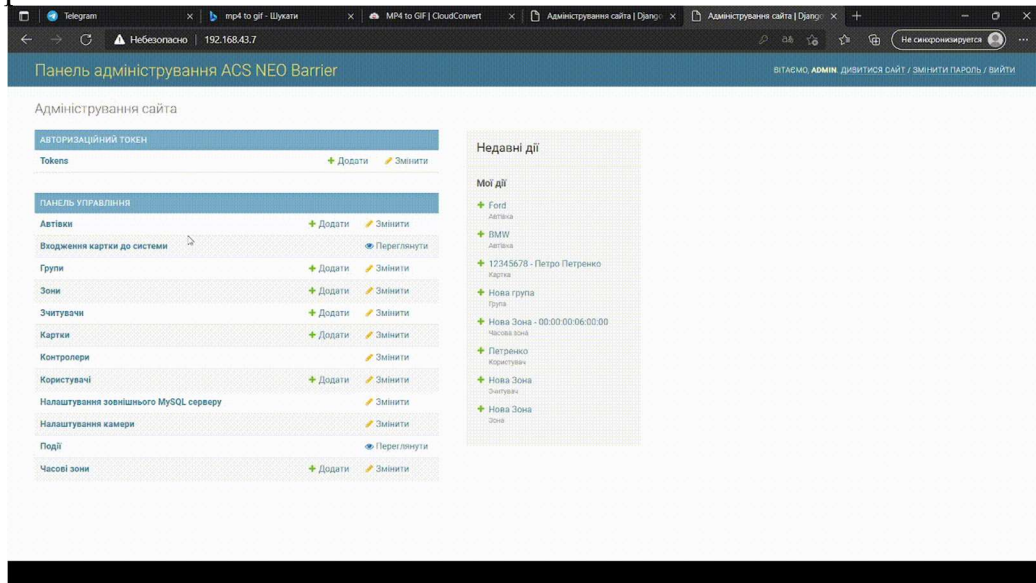 Telegram
mp4 to gif - Шукати
MP4 to GIF | CloudConvert
Адміністрування сайта | Django
Адміністрування сайта | Django
Небезопасно | 192.168.43.7
Не синхронизируется
Панель адміністрування ACS NEO Barrier
ВІТАЄМО, ADMIN. ДИВИТИСЯ САЙТ / ЗМІНИТИ ПАРОЛЬ / ВИЙТИ
Адміністрування сайта
АВТОРИЗАЦІЙНИЙ ТОКЕН
Tokens Додати Змінити
ПАНЕЛЬ УПРАВЛІННЯ
Автівки Додати Змінити
Входження картки до системи Переглянути
Групи Додати Змінити
Зони Додати Змінити
Зчитувачи Додати Змінити
Картки Додати Змінити
Контролери Змінити
Користувачі Додати Змінити
Налаштування зовнішнього MySQL серверу Змінити
Налаштування камери Змінити
Події Переглянути
Часові зони Додати Змінити
Недавні дії
Мої дії
Ford
Автівка
BMW
Автівка
12345678 - Петро Петренко
Картка
Нова група
Група
Нова Зона - 00:00:00:06:00:00
Часова зона
Петренко
Користувач
Нова Зона
Зчитувач
Нова Зона
Зона